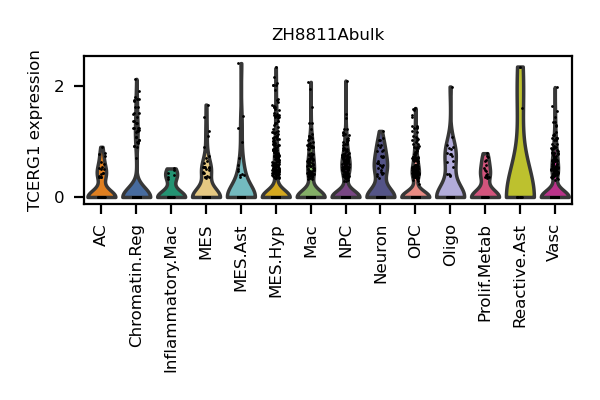 ZH8811Abulk
TCERG1 expression
2
0
AC
Chromatin.Reg
Inflammatory.Mac
MES
MES.Ast
MES.Hyp
Mac
NPC
Neuron
OPC
Oligo
Prolif.Metab
Reactive.Ast
Vasc